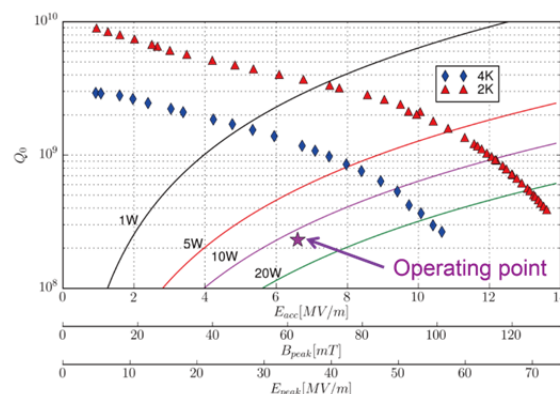 10^10
10^9
10^8
Q_0
4K
2K
1W
5W
10W
20W
Operating point
0 2 4 6 8 10 12
E_acc[MV/m]
0 20 40 60 80 100 120
B_peak[mT]
0 10 20 30 40 50 60 70
E_peak[MV/m]